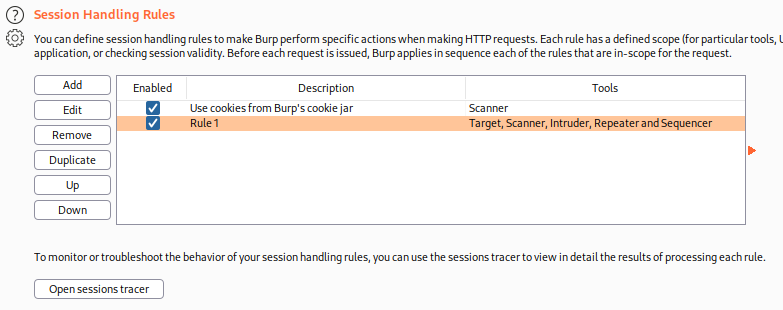 Session Handling Rules
You can define session handling rules to make Burp perform specific actions when making HTTP requests. Each rule has a defined scope (for particular tools,
application, or checking session validity. Before each request is issued, Burp applies in sequence each of the rules that are in-scope for the request.
Add
Edit
Remove
Duplicate
Up
Down
Enabled Description Tools
Use cookies from Burp's cookie jar Scanner
Rule 1 Target, Scanner, Intruder, Repeater and Sequencer
To monitor or troubleshoot the behavior of your session handling rules, you can use the sessions tracer to view in detail the results of processing each rule.
Open sessions tracer